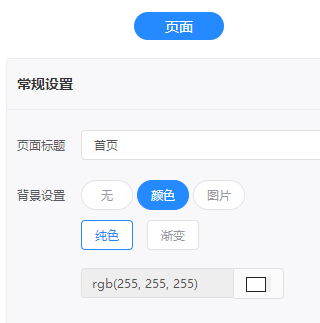 页面
常规设置
页面标题 首页
背景设置 无 颜色 图片
纯色 渐变
rgb(255, 255, 255)